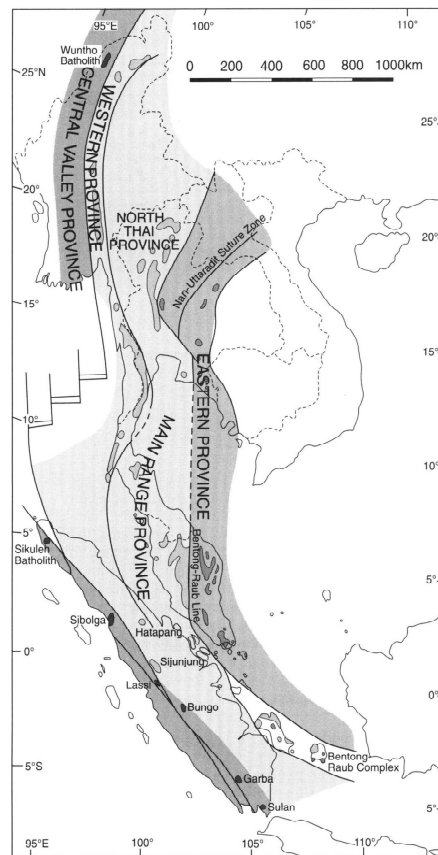 95°E
100°
105°
110°
Wuntho
Batholith
0 200 400 600 800 1000km
25°N
25°
CENTRAL VALLEY PROVINCE
WESTERN PROVINCE
20°
NORTH
THAI
PROVINCE
Nan-Uttaredit Suture Zone
20°
15°
15°
EASTERN PROVINCE
10°
10°
MAIN RANGE PROVINCE
5°
5°
Sikuleh
Batholith
Bentong-Raub Line
Sibolga
Hatapang
0°
0°
Sijunjung
Lassi
Bungo
Bentong-
Raub Complex
5°S
Garba
5°
Sulan
95°E
100°
105°
110°